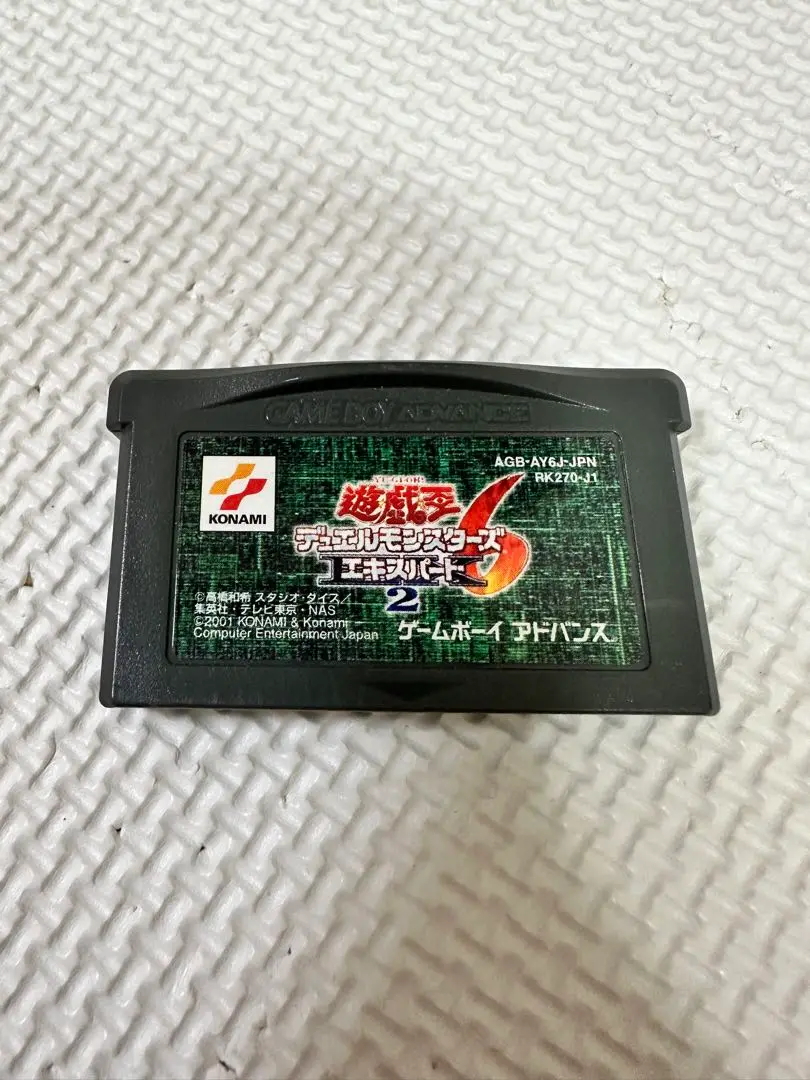 GAME BOY ADVANCE
AGB-AY6J-JPN
RK270-J1
KONAMI
YU-GI-OH!
遊戯王
デュエルモンスターズ
6
エキスパート
2
©高橋和希 スタジオ・ダイス/
集英社・テレビ東京・NAS
©2001 KONAMI & Konami
Computer Entertainment Japan
ゲームボーイ アドバンス